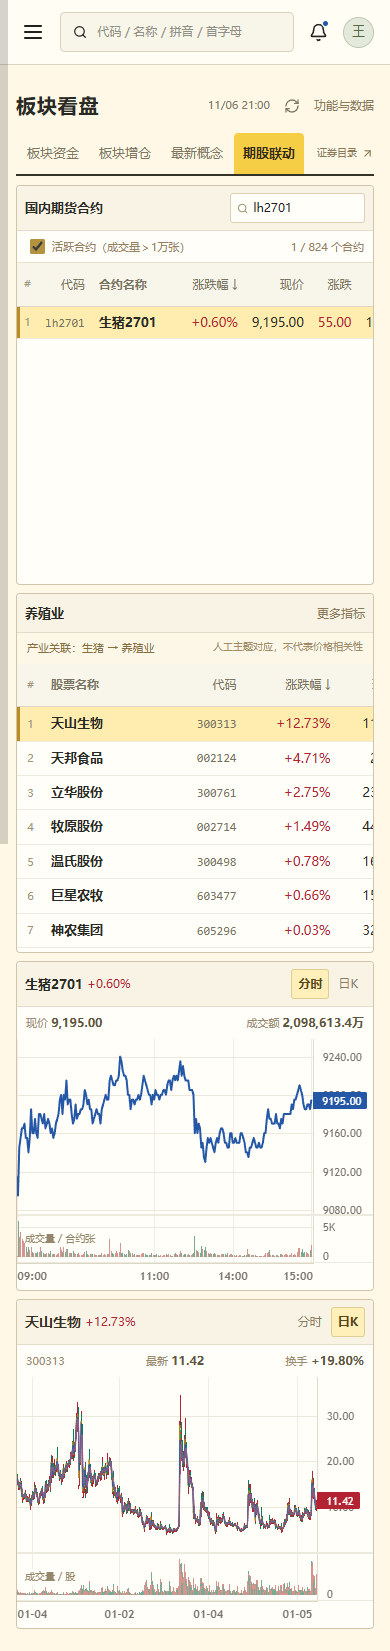 代码 / 名称 / 拼音 / 首字母 王
板块看盘 11/06 21:00 功能与数据
板块资金 板块增仓 最新概念 期股联动 证券目录 ↗
国内期货合约 lh2701
活跃合约（成交量 > 1万张） 1 / 824 个合约
# 代码 合约名称 涨跌幅↓ 现价 涨跌
1 lh2701 生猪2701 +0.60% 9,195.00 55.00
养殖业 更多指标
产业关联：生猪 → 养殖业 人工主题对应，不代表价格相关性
# 股票名称 代码 涨跌幅↓
1 天山生物 300313 +12.73%
2 天邦食品 002124 +4.71%
3 立华股份 300761 +2.75%
4 牧原股份 002714 +1.49%
5 温氏股份 300498 +0.78%
6 巨星农牧 603477 +0.66%
7 神农集团 605296 +0.03%
生猪2701 +0.60% 分时 日K
现价 9,195.00 成交额 2,098,613.4万
9240.00
9195.00
9160.00
9120.00
9080.00
成交量 / 合约张 5K
0
09:00 11:00 14:00 15:00
天山生物 +12.73% 分时 日K
300313 最新 11.42 换手 +19.80%
30.00
20.00
11.42
成交量 / 股
0
01-04 01-02 01-04 01-05